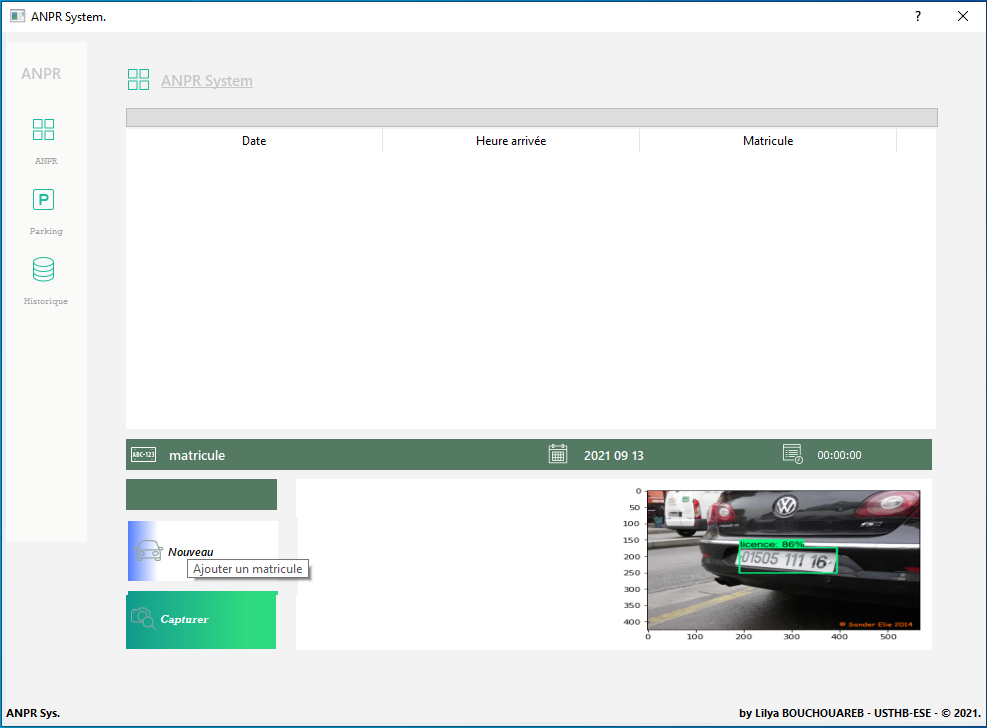 ANPR System.
?
ANPR
ANPR System
ANPR
Parking
Historique
Date Heure arrivée Matricule
ABC-123 matricule 2021 09 13 00:00:00
Nouveau
Ajouter un matricule
Capturer
0
50
100
150
200
250
300
350
400
0 100 200 300 400 500
licence: 86%
01505 111 16
© Sander Elia 2014
ANPR Sys.
by Lilya BOUCHOUAREB - USTHB-ESE - © 2021.